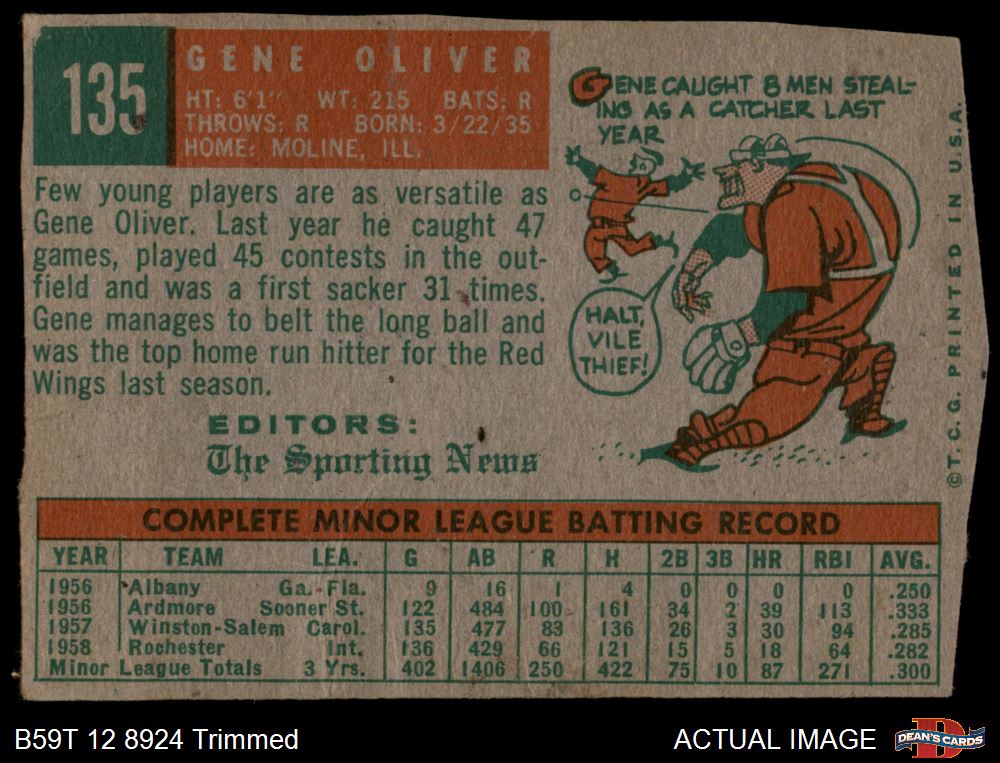 135
GENE OLIVER
HT: 6'1" WT: 215 BATS: R
THROWS: R BORN: 3/22/35
HOME: MOLINE, ILL.
Few young players are as versatile as
Gene Oliver. Last year he caught 47
games, played 45 contests in the out-
field and was a first sacker 31 times.
Gene manages to belt the long ball and
was the top home run hitter for the Red
Wings last season.
EDITORS:
The Sporting News
GENE CAUGHT 8 MEN STEAL-
ING AS A CATCHER LAST
YEAR
HALT,
VILE
THIEF!
©T.C.G. PRINTED IN U.S.A.
COMPLETE MINOR LEAGUE BATTING RECORD
YEAR TEAM LEA. G AB R H 2B 3B HR RBI AVG.
1956 Albany Ga.-Fla. 9 16 1 4 0 0 0 0 .250
1956 Ardmore Sooner St. 122 484 100 161 34 2 39 113 .333
1957 Winston-Salem Carol. 135 477 83 136 26 3 30 94 .285
1958 Rochester Int. 136 429 66 121 15 5 18 64 .282
Minor League Totals 3 Yrs. 402 1406 250 422 75 10 87 271 .300
B59T 12 8924 Trimmed
ACTUAL IMAGE
DEAN'S CARDS